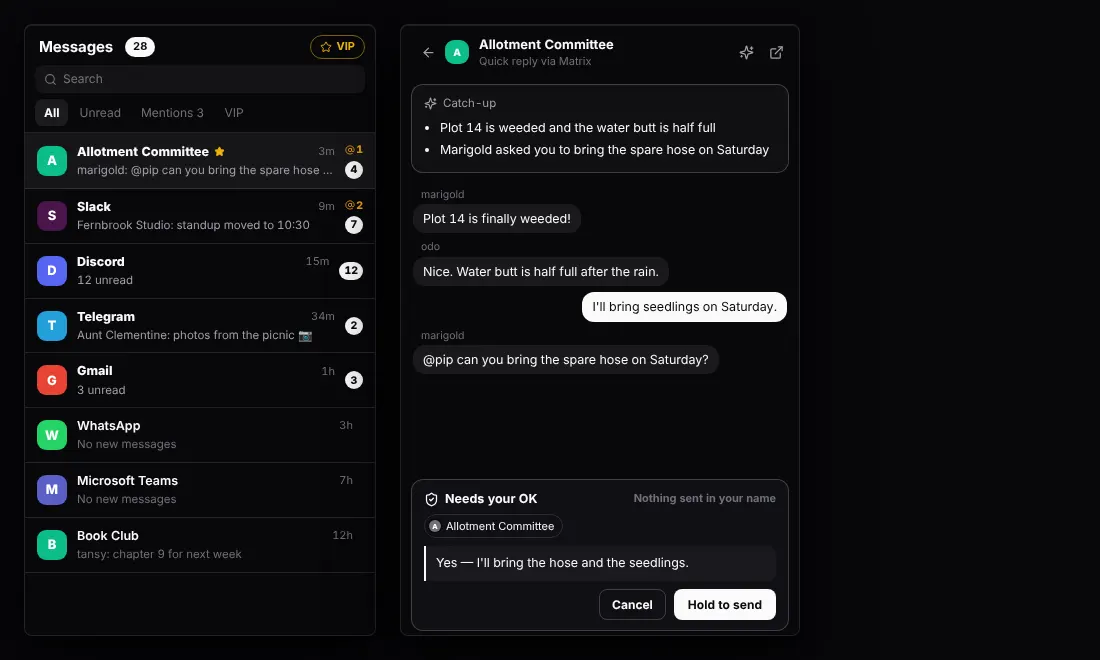 Messages 28 VIP
Search
All Unread Mentions 3 VIP
A Allotment Committee 3m @1
marigold: @pip can you bring the spare hose ... 4
S Slack 9m @2
Fernbrook Studio: standup moved to 10:30 7
D Discord 15m
12 unread 12
T Telegram 34m
Aunt Clementine: photos from the picnic 📷 2
G Gmail 1h
3 unread 3
W WhatsApp 3h
No new messages
M Microsoft Teams 7h
No new messages
B Book Club 12h
tansy: chapter 9 for next week
A Allotment Committee
Quick reply via Matrix
Catch-up
• Plot 14 is weeded and the water butt is half full
• Marigold asked you to bring the spare hose on Saturday
marigold
Plot 14 is finally weeded!
odo
Nice. Water butt is half full after the rain.
I'll bring seedlings on Saturday.
marigold
@pip can you bring the spare hose on Saturday?
Needs your OK Nothing sent in your name
A Allotment Committee
Yes — I'll bring the hose and the seedlings.
Cancel Hold to send